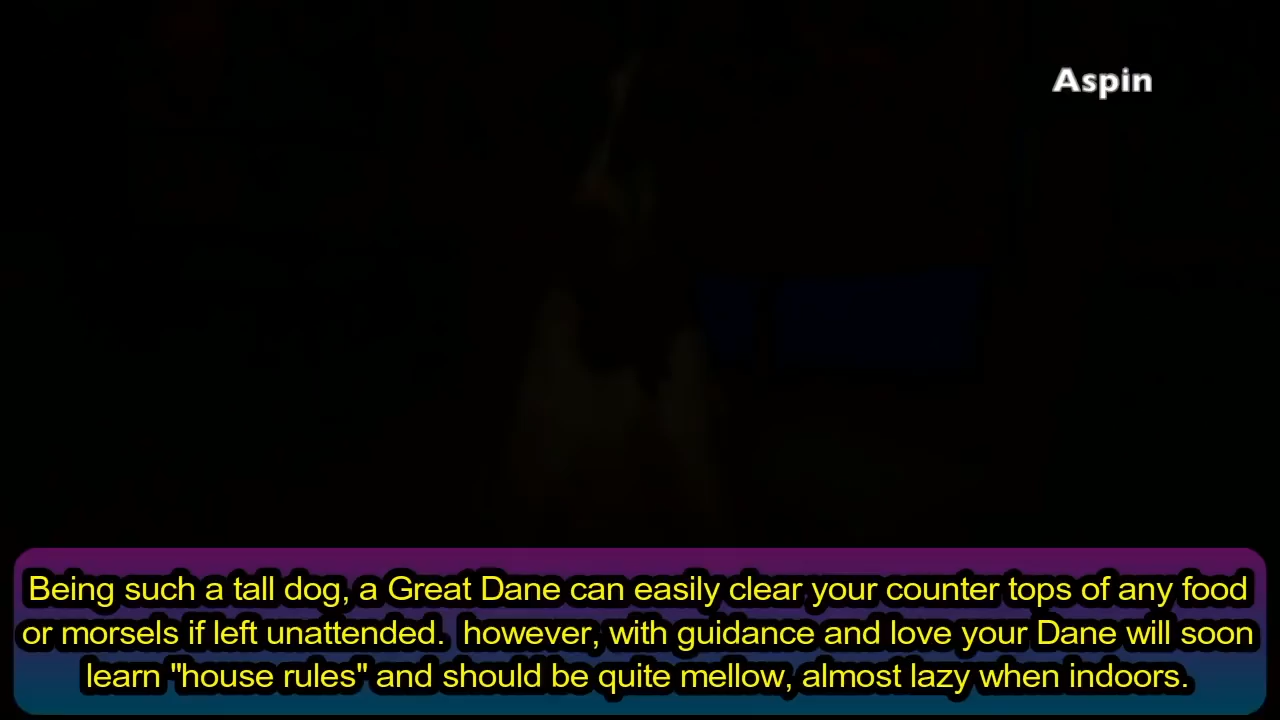 Aspin
Being such a tall dog, a Great Dane can easily clear your counter tops of any food
or morsels if left unattended.  however, with guidance and love your Dane will soon
learn "house rules" and should be quite mellow, almost lazy when indoors.